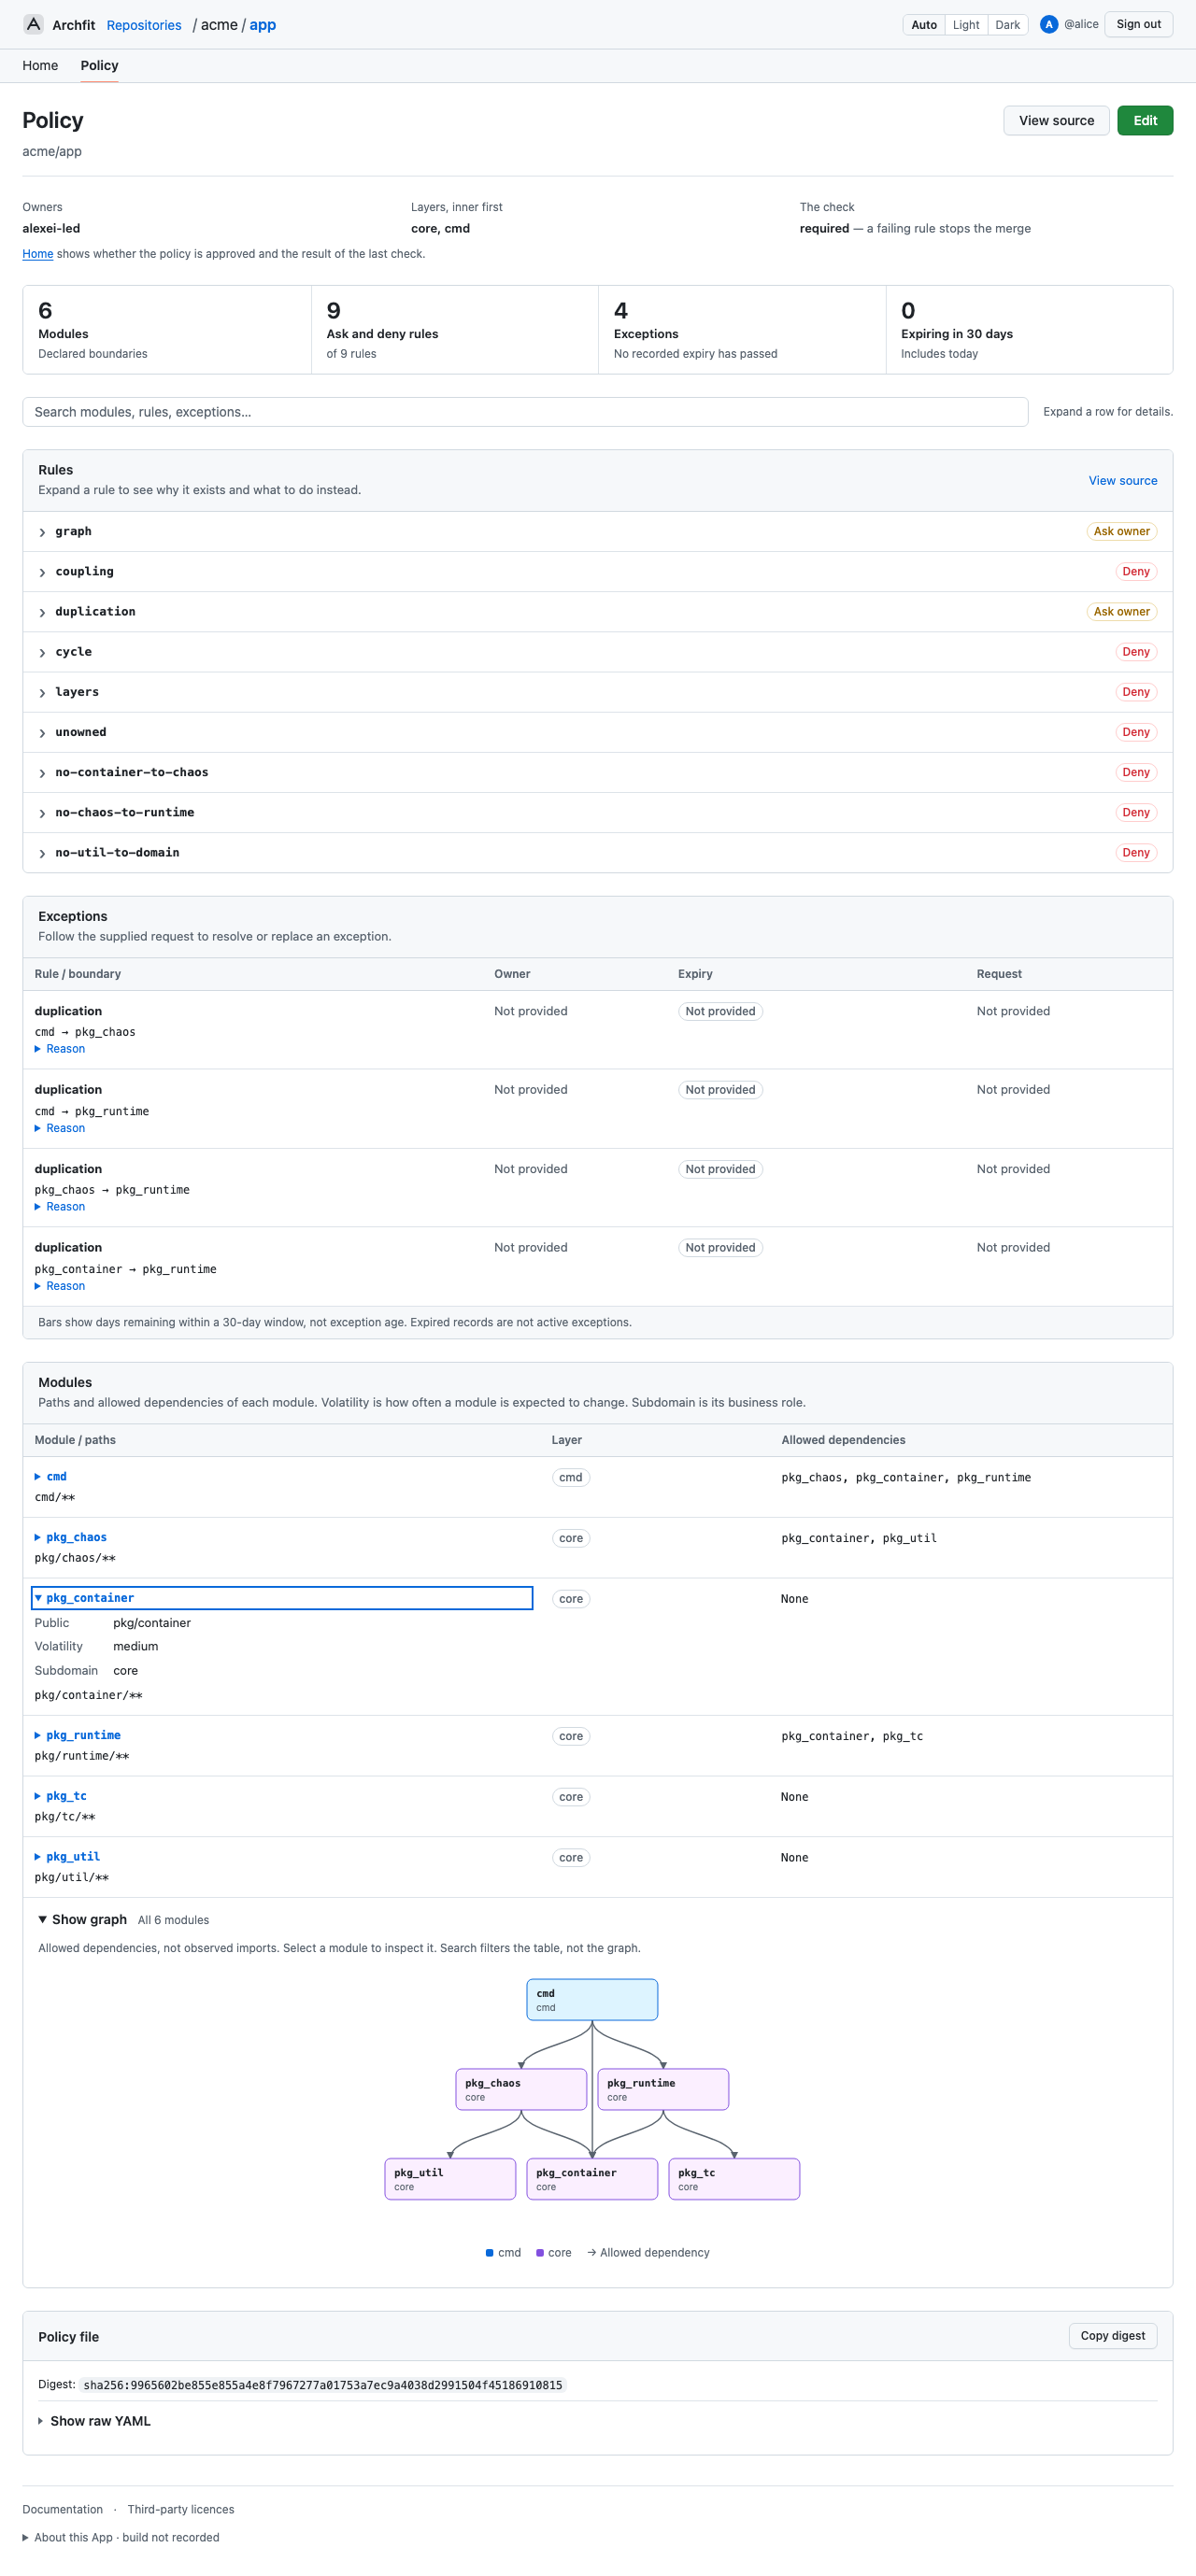 Archfit Repositories / acme / app Auto Light Dark A @alice Sign out
Home Policy
Policy View source Edit
acme/app
Owners Layers, inner first The check
alexei-led core, cmd required — a failing rule stops the merge
Home shows whether the policy is approved and the result of the last check.
6 9 4 0
Modules Ask and deny rules Exceptions Expiring in 30 days
Declared boundaries of 9 rules No recorded expiry has passed Includes today
Search modules, rules, exceptions... Expand a row for details.
Rules
Expand a rule to see why it exists and what to do instead. View source
graph Ask owner
coupling Deny
duplication Ask owner
cycle Deny
layers Deny
unowned Deny
no-container-to-chaos Deny
no-chaos-to-runtime Deny
no-util-to-domain Deny
Exceptions
Follow the supplied request to resolve or replace an exception.
Rule / boundary Owner Expiry Request
duplication Not provided Not provided Not provided
cmd → pkg_chaos
Reason
duplication Not provided Not provided Not provided
cmd → pkg_runtime
Reason
duplication Not provided Not provided Not provided
pkg_chaos → pkg_runtime
Reason
duplication Not provided Not provided Not provided
pkg_container → pkg_runtime
Reason
Bars show days remaining within a 30-day window, not exception age. Expired records are not active exceptions.
Modules
Paths and allowed dependencies of each module. Volatility is how often a module is expected to change. Subdomain is its business role.
Module / paths Layer Allowed dependencies
cmd cmd pkg_chaos, pkg_container, pkg_runtime
cmd/**
pkg_chaos core pkg_container, pkg_util
pkg/chaos/**
pkg_container core None
Public pkg/container
Volatility medium
Subdomain core
pkg/container/**
pkg_runtime core pkg_container, pkg_tc
pkg/runtime/**
pkg_tc core None
pkg/tc/**
pkg_util core None
pkg/util/**
Show graph All 6 modules
Allowed dependencies, not observed imports. Select a module to inspect it. Search filters the table, not the graph.
cmd
cmd
pkg_chaos pkg_runtime
core core
pkg_util pkg_container pkg_tc
core core core
cmd core → Allowed dependency
Policy file Copy digest
Digest: sha256:9965602be855e855a4e8f7967277a01753a7ec9a4038d2991504f45186910815
Show raw YAML
Documentation · Third-party licences
About this App · build not recorded